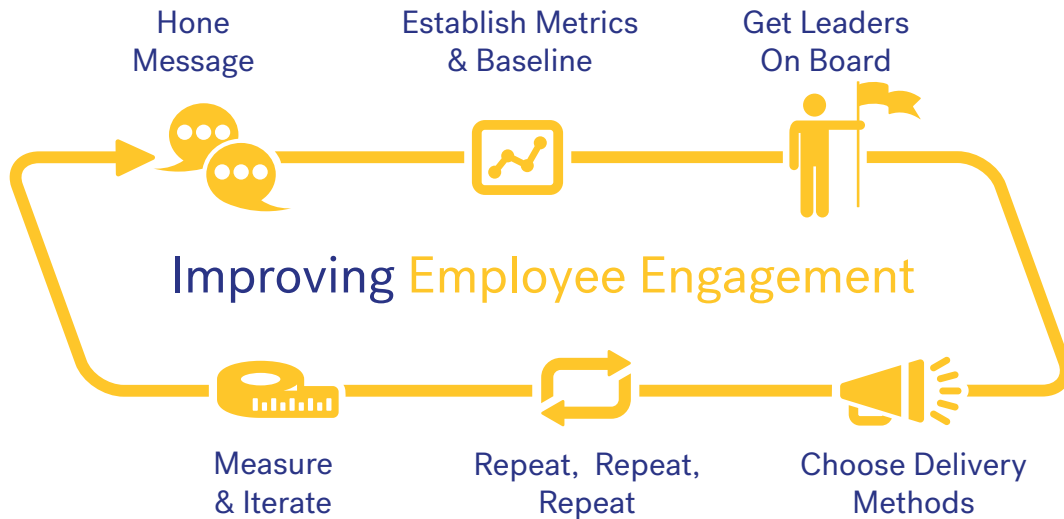 Hone
Message
Establish Metrics
& Baseline
Get Leaders
On Board
Improving Employee Engagement
Measure
& Iterate
Repeat, Repeat,
Repeat
Choose Delivery
Methods